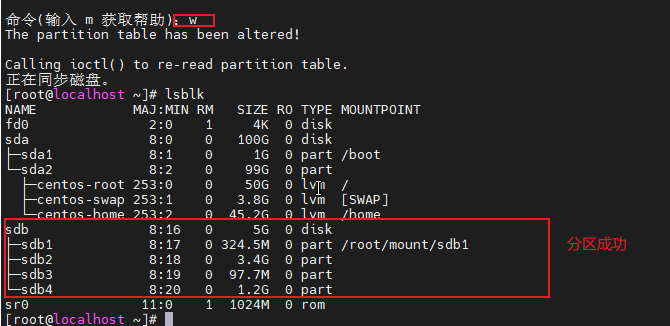 命令(输入 m 获取帮助)：w
The partition table has been altered!
Calling ioctl() to re-read partition table.
正在同步磁盘。
[root@localhost ~]# lsblk
NAME            MAJ:MIN RM   SIZE RO TYPE MOUNTPOINT
fd0               2:0    1     4K  0 disk
sda               8:0    0   100G  0 disk
├─sda1            8:1    0     1G  0 part /boot
└─sda2            8:2    0    99G  0 part
  ├─centos-root 253:0    0    50G  0 lvm  /
  ├─centos-swap 253:1    0   3.8G  0 lvm  [SWAP]
  └─centos-home 253:2    0  45.2G  0 lvm  /home
sdb               8:16   0     5G  0 disk
├─sdb1            8:17   0 324.5M  0 part /root/mount/sdb1
├─sdb2            8:18   0   3.4G  0 part
├─sdb3            8:19   0  97.7M  0 part
└─sdb4            8:20   0   1.2G  0 part
分区成功
sr0              11:0    1  1024M  0 rom
[root@localhost ~]#